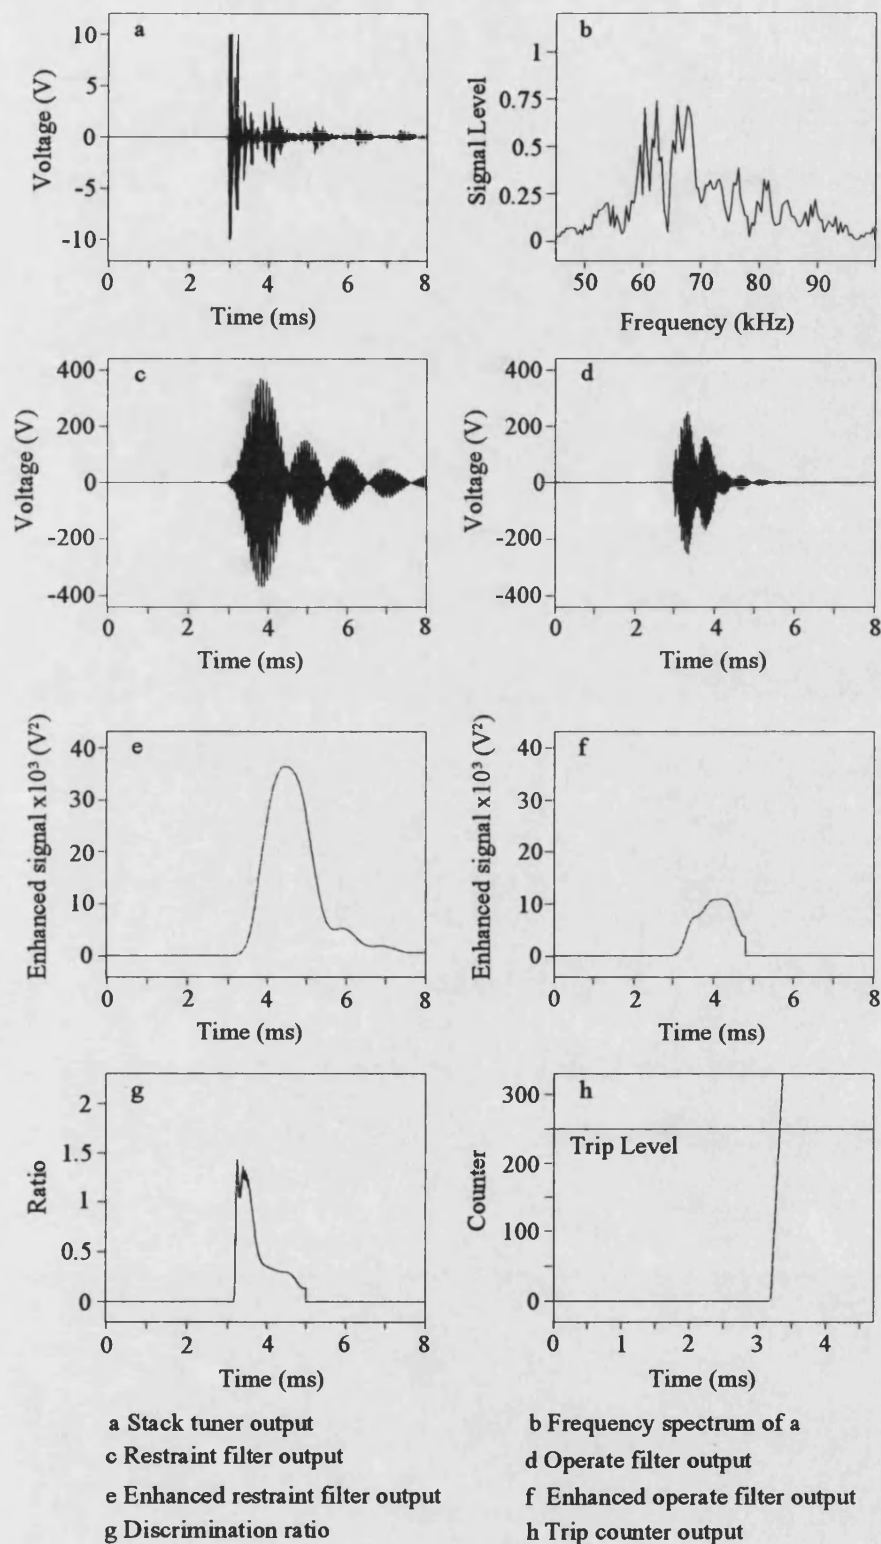 a
10
5
0
-5
-10
Voltage (V)
0 2 4 6 8
Time (ms)
b
1
0.75
0.5
0.25
0
Signal Level
50 60 70 80 90
Frequency (kHz)
c
400
200
0
-200
-400
Voltage (V)
0 2 4 6 8
Time (ms)
d
400
200
0
-200
-400
Voltage (V)
0 2 4 6 8
Time (ms)
e
40
30
20
10
0
Enhanced signal x10³ (V²)
0 2 4 6 8
Time (ms)
f
40
30
20
10
0
Enhanced signal x10³ (V²)
0 2 4 6 8
Time (ms)
g
2
1.5
1
0.5
0
Ratio
0 2 4 6 8
Time (ms)
h
300
200
100
0
Counter
Trip Level
0 1 2 3 4
Time (ms)
a Stack tuner output
b Frequency spectrum of a
c Restraint filter output
d Operate filter output
e Enhanced restraint filter output
f Enhanced operate filter output
g Discrimination ratio
h Trip counter output